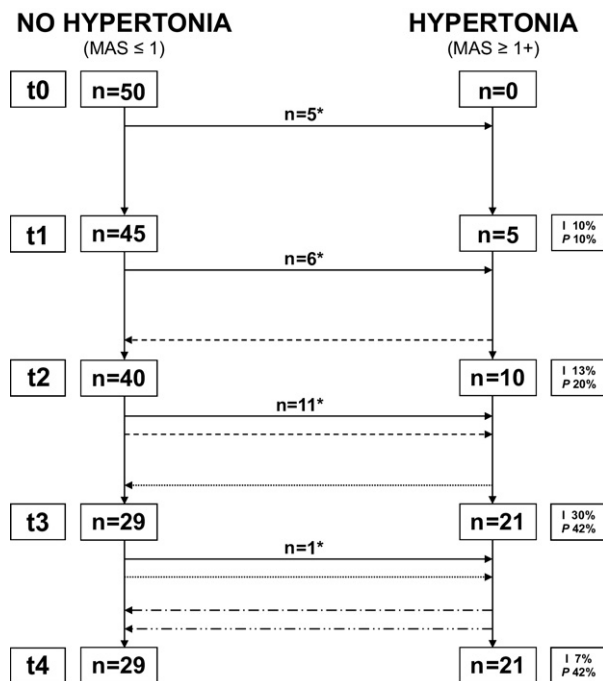 NO HYPERTONIA HYPERTONIA
(MAS ≤ 1) (MAS ≥ 1+)
t0 n=50 n=0
n=5*
t1 n=45 n=5 I 10%
P 10%
n=6*
t2 n=40 n=10 I 13%
P 20%
n=11*
t3 n=29 n=21 I 30%
P 42%
n=1*
t4 n=29 n=21 I 7%
P 42%